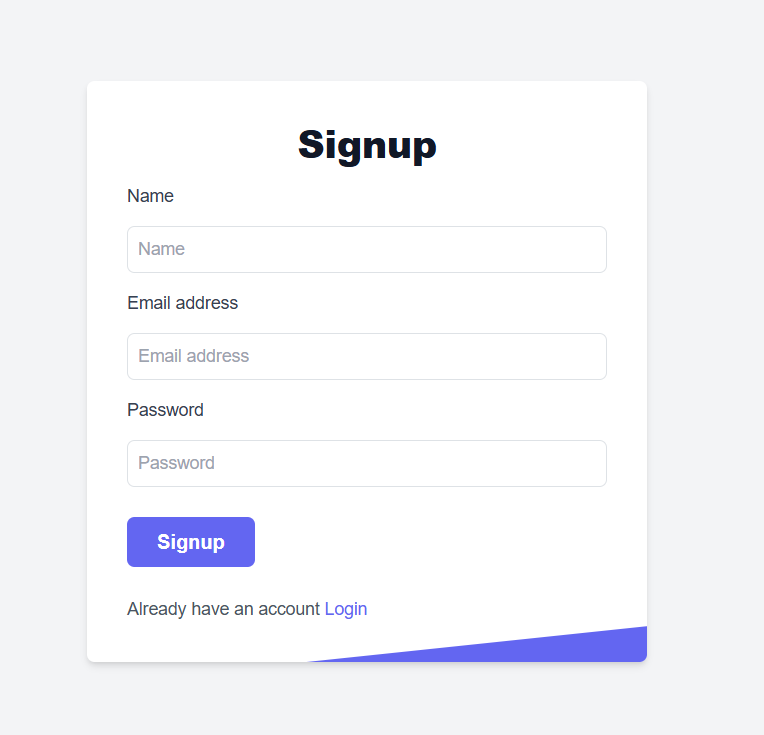 Signup
Name
Name
Email address
Email address
Password
Password
Signup
Already have an account Login